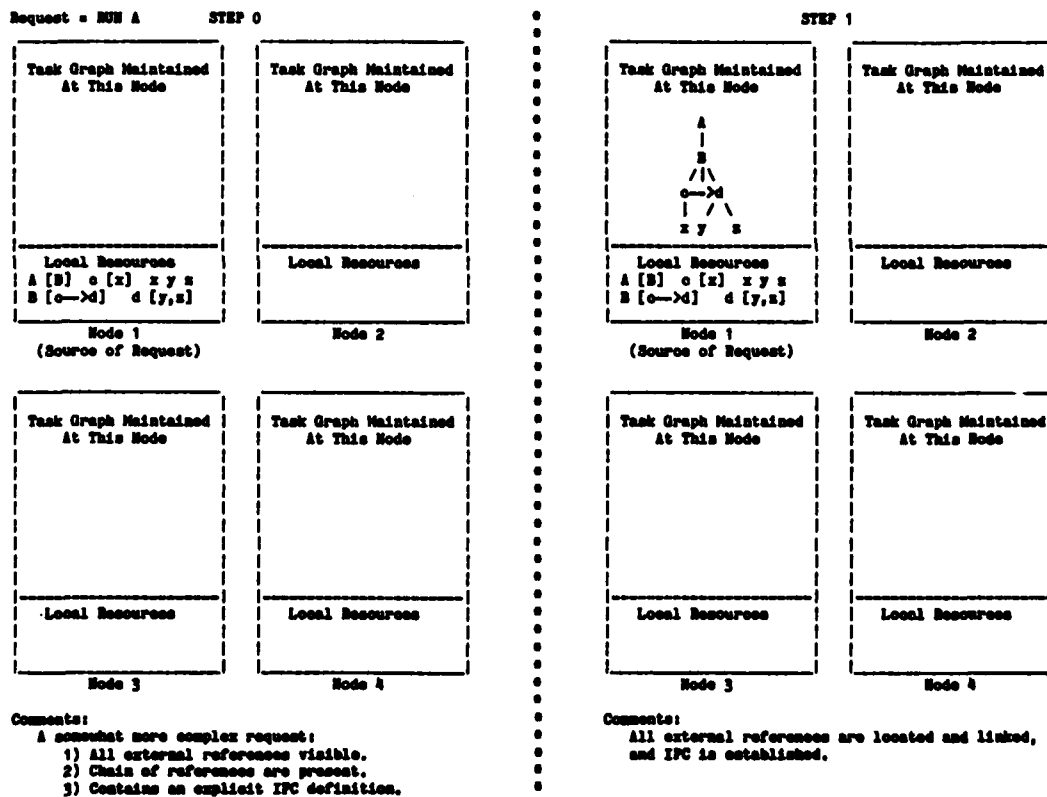 Request = RUN A STEP 0
Task Graph Maintained
At This Node
Local Resources
A [B] c [x] x y z
B [c—>d] d [y,z]
Node 1
(Source of Request)
Task Graph Maintained
At This Node
Local Resources
Node 2
Task Graph Maintained
At This Node
Local Resources
Node 3
Task Graph Maintained
At This Node
Local Resources
Node 4
Comments:
A somewhat more complex request:
1) All external references visible.
2) Chain of references are present.
3) Contains an explicit IPC definition.
STEP 1
Task Graph Maintained
At This Node
A
B
c—>d
x y z
Local Resources
A [B] c [x] x y z
B [c—>d] d [y,z]
Node 1
(Source of Request)
Task Graph Maintained
At This Node
Local Resources
Node 2
Task Graph Maintained
At This Node
Local Resources
Node 3
Task Graph Maintained
At This Node
Local Resources
Node 4
Comments:
All external references are located and linked,
and IPC is established.